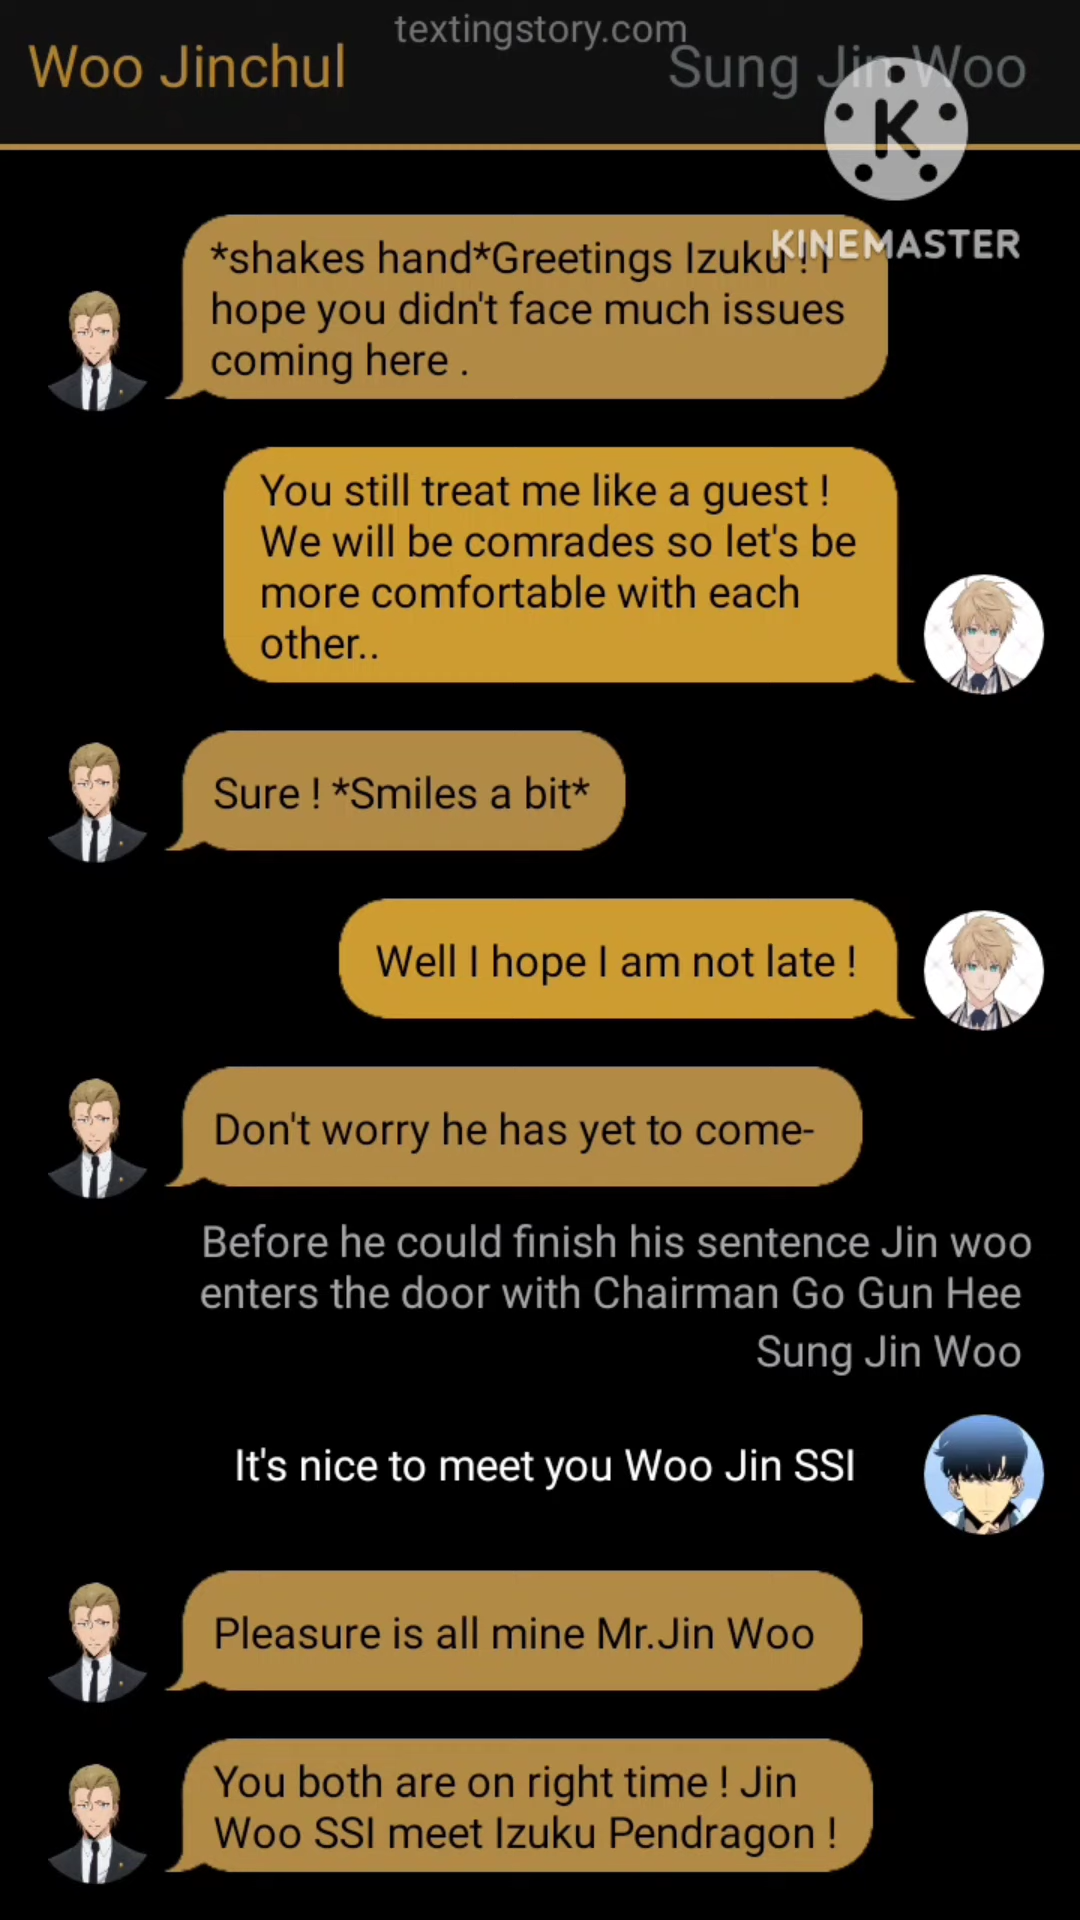 textingstory.com
Woo Jinchul
Sung Jin Woo
KINEMASTER
*shakes hand*Greetings Izuku ! I
hope you didn't face much issues
coming here .
You still treat me like a guest !
We will be comrades so let's be
more comfortable with each
other..
Sure ! *Smiles a bit*
Well I hope I am not late !
Don't worry he has yet to come-
Before he could finish his sentence Jin woo
enters the door with Chairman Go Gun Hee
Sung Jin Woo
It's nice to meet you Woo Jin SSI
Pleasure is all mine Mr.Jin Woo
You both are on right time ! Jin
Woo SSI meet Izuku Pendragon !